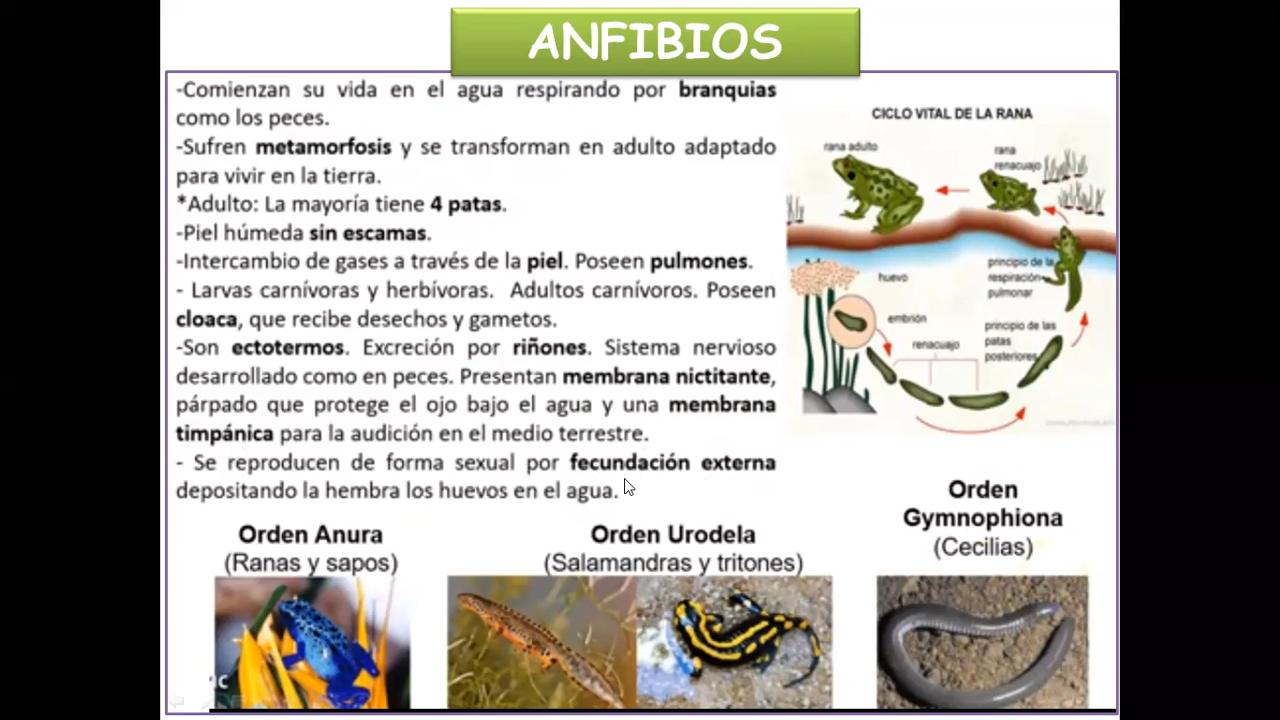 ANFIBIOS
-Comienzan su vida en el agua respirando por branquias
como los peces.
-Sufren metamorfosis y se transforman en adulto adaptado
para vivir en la tierra.
*Adulto: La mayoría tiene 4 patas.
-Piel húmeda sin escamas.
-Intercambio de gases a través de la piel. Poseen pulmones.
- Larvas carnívoras y herbívoras. Adultos carnívoros. Poseen
cloaca, que recibe desechos y gametos.
-Son ectotermos. Excreción por riñones. Sistema nervioso
desarrollado como en peces. Presentan membrana nictitante,
párpado que protege el ojo bajo el agua y una membrana
timpánica para la audición en el medio terrestre.
- Se reproducen de forma sexual por fecundación externa
depositando la hembra los huevos en el agua.
CICLO VITAL DE LA RANA
rana adulto
rana
renacuajo
huevo
principio de la
respiración
pulmonar
embrión
renacuajo
principio de las
patas
posteriores
Orden Anura
(Ranas y sapos)
Orden Urodela
(Salamandras y tritones)
Orden
Gymnophiona
(Cecilias)